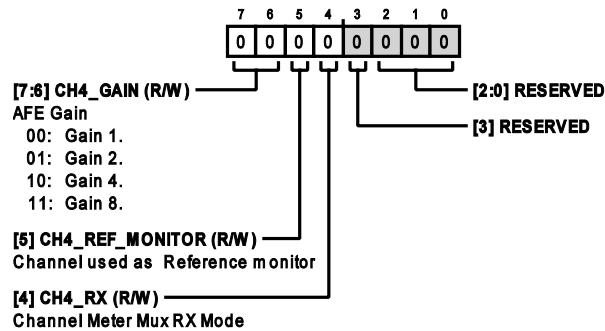 7 6 5 4 3 2 1 0
0 0 0 0 0 0 0 0
[7:6] CH4_GAIN (R/W)
AFE Gain
00: Gain 1.
01: Gain 2.
10: Gain 4.
11: Gain 8.
[5] CH4_REF_MONITOR (R/W)
Channel used as Reference monitor
[4] CH4_RX (R/W)
Channel Meter Mux RX Mode
[2:0] RESERVED
[3] RESERVED